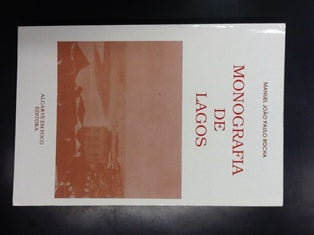 MANUEL JOÃO PAULO ROCHA
MONOGRAFIA
DE
LAGOS
ALGARVE EM FOCO
EDITORA